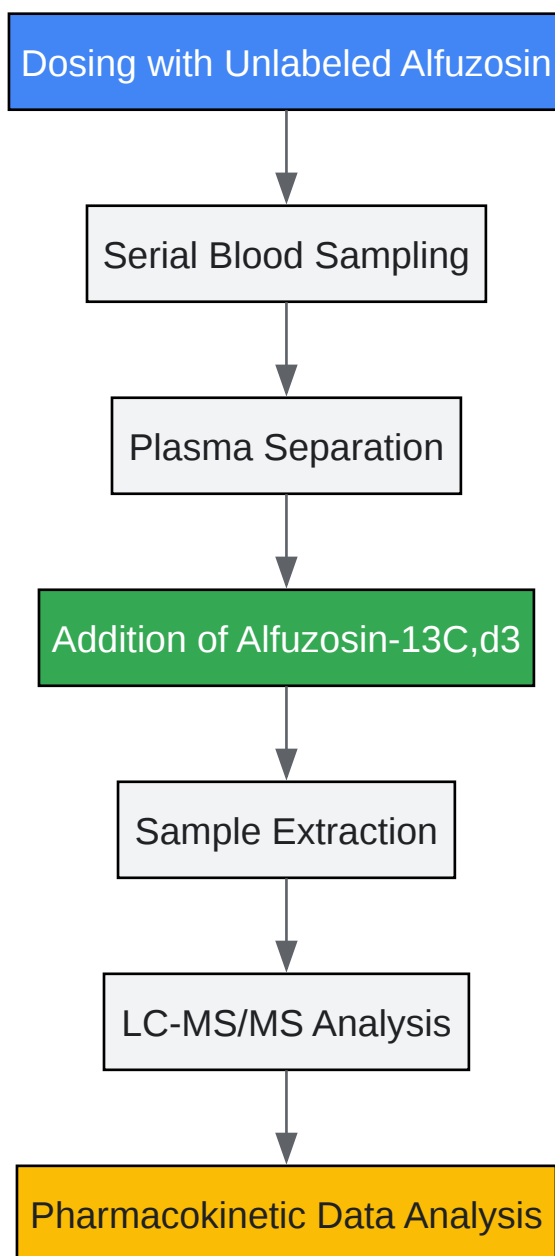 Dosing with Unlabeled Alfuzosin
Serial Blood Sampling
Plasma Separation
Addition of Alfuzosin-13C,d3
Sample Extraction
LC-MS/MS Analysis
Pharmacokinetic Data Analysis